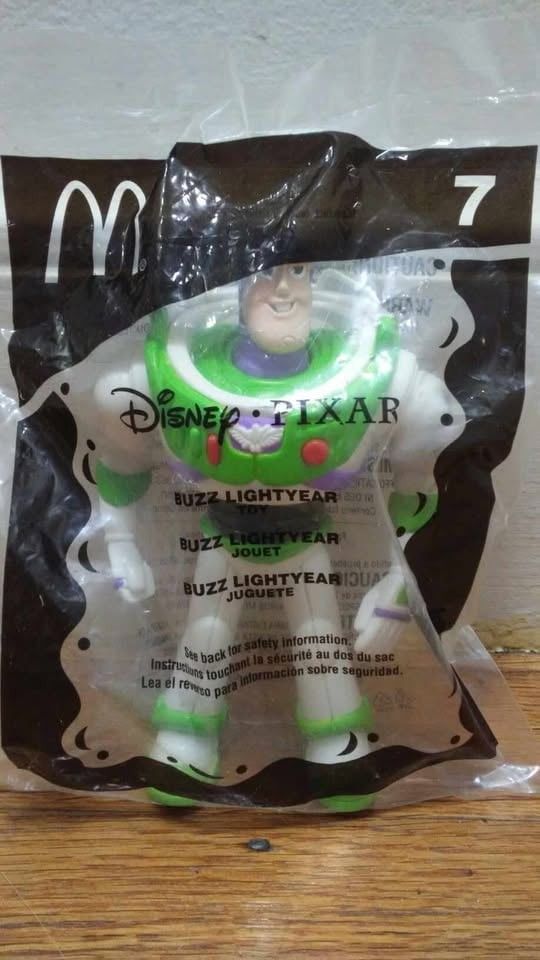 M
7
DISNEY · PIXAR
BUZZ LIGHTYEAR
TOY
BUZZ LIGHTYEAR
JOUET
BUZZ LIGHTYEAR
JUGUETE
See back for safety information.
Instructions touchant la sécurité au dos du sac
Lea el reverso para información sobre seguridad.